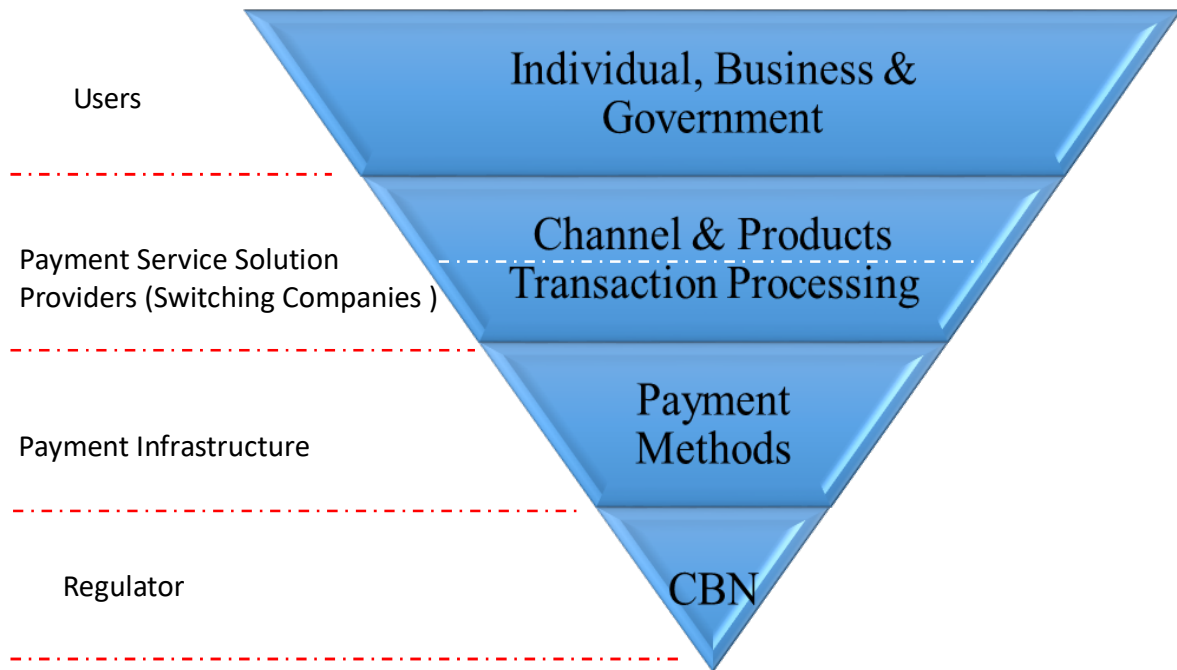 Users
Individual, Business &
Government
Payment Service Solution
Providers (Switching Companies )
Channel & Products
Transaction Processing
Payment Infrastructure
Payment
Methods
Regulator
CBN